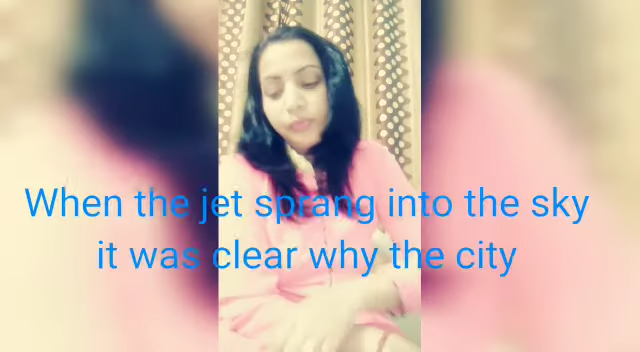 When the jet sprang into the sky
it was clear why the city